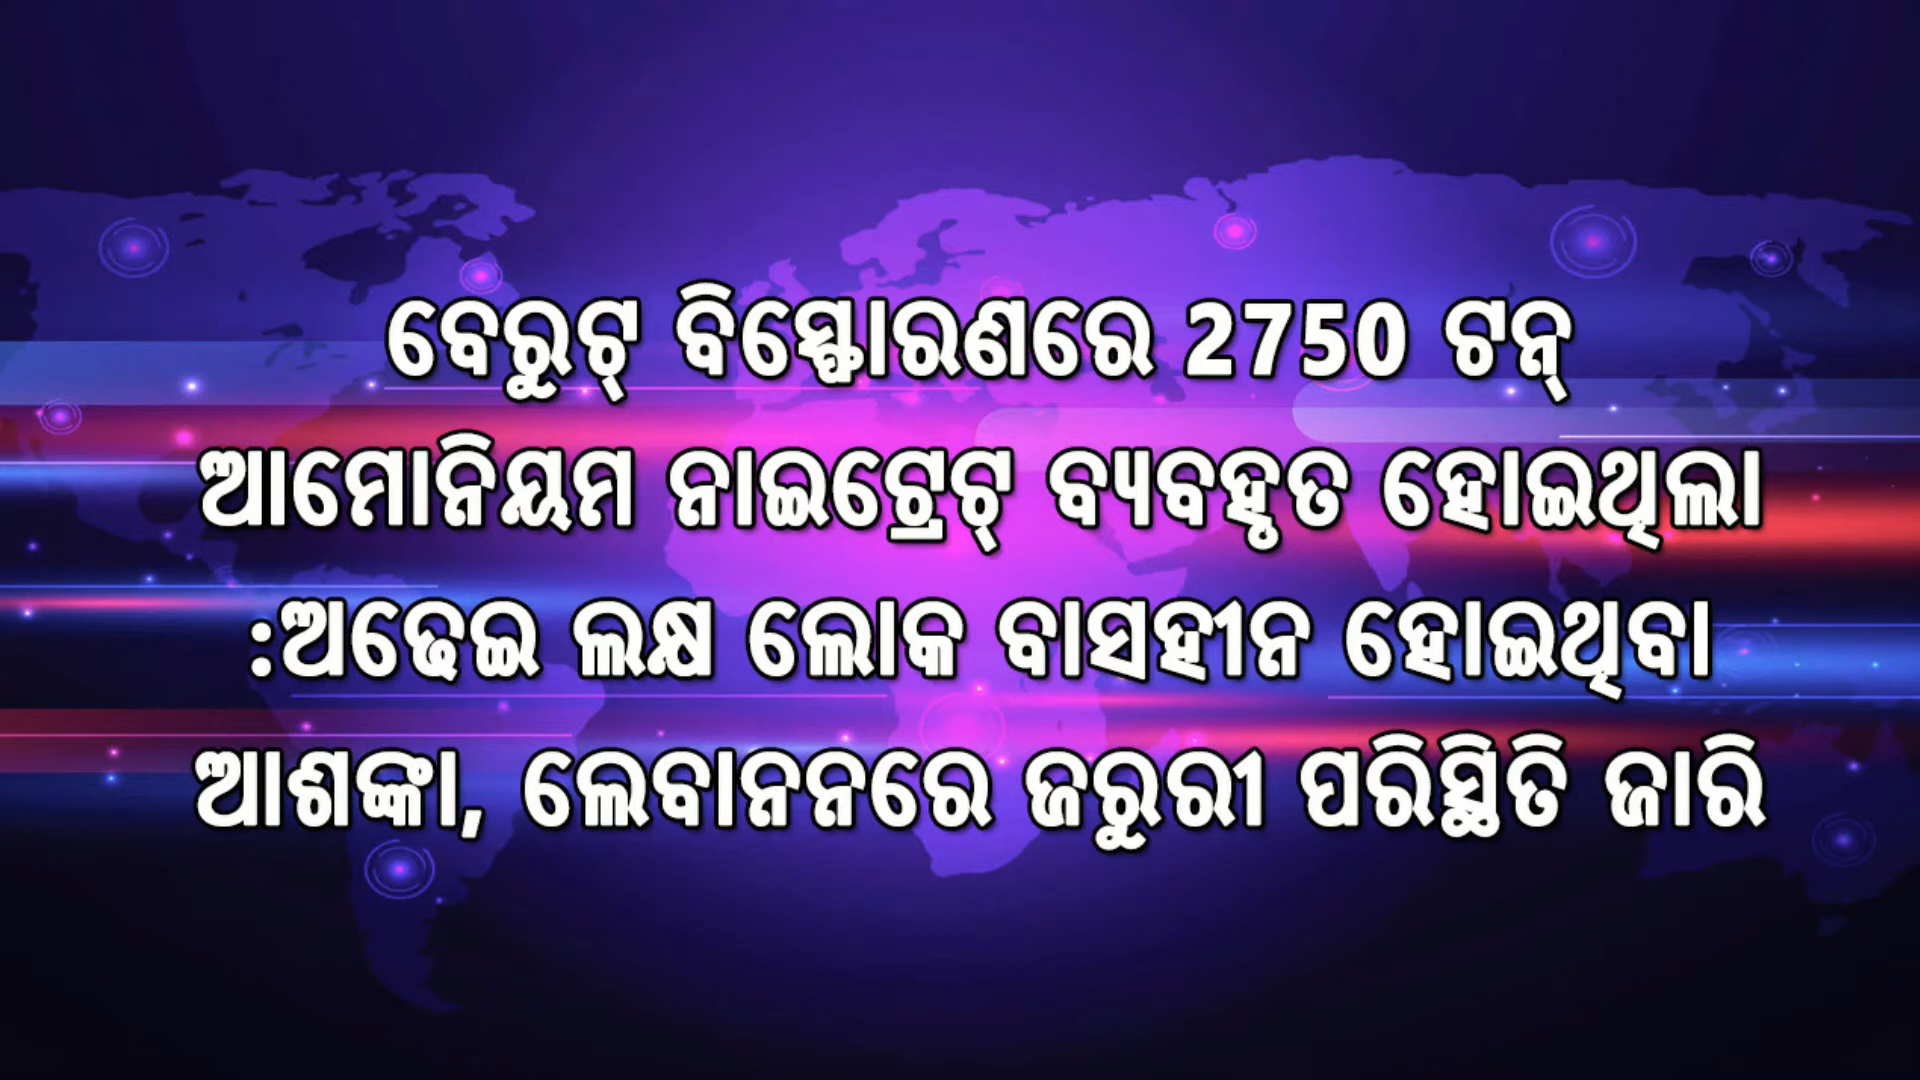 ବେରୁଟ୍ ବିସ୍ଫୋରଣରେ 2750 ଟନ୍
ଆମୋନିୟମ ନାଇଟ୍ରେଟ୍ ବ୍ୟବହୃତ ହୋଇଥିଲା
:ଅଢେଇ ଲକ୍ଷ ଲୋକ ବାସହୀନ ହୋଇଥିବା
ଆଶଙ୍କା, ଲେବାନନରେ ଜରୁରୀ ପରିସ୍ଥିତି ଜାରି